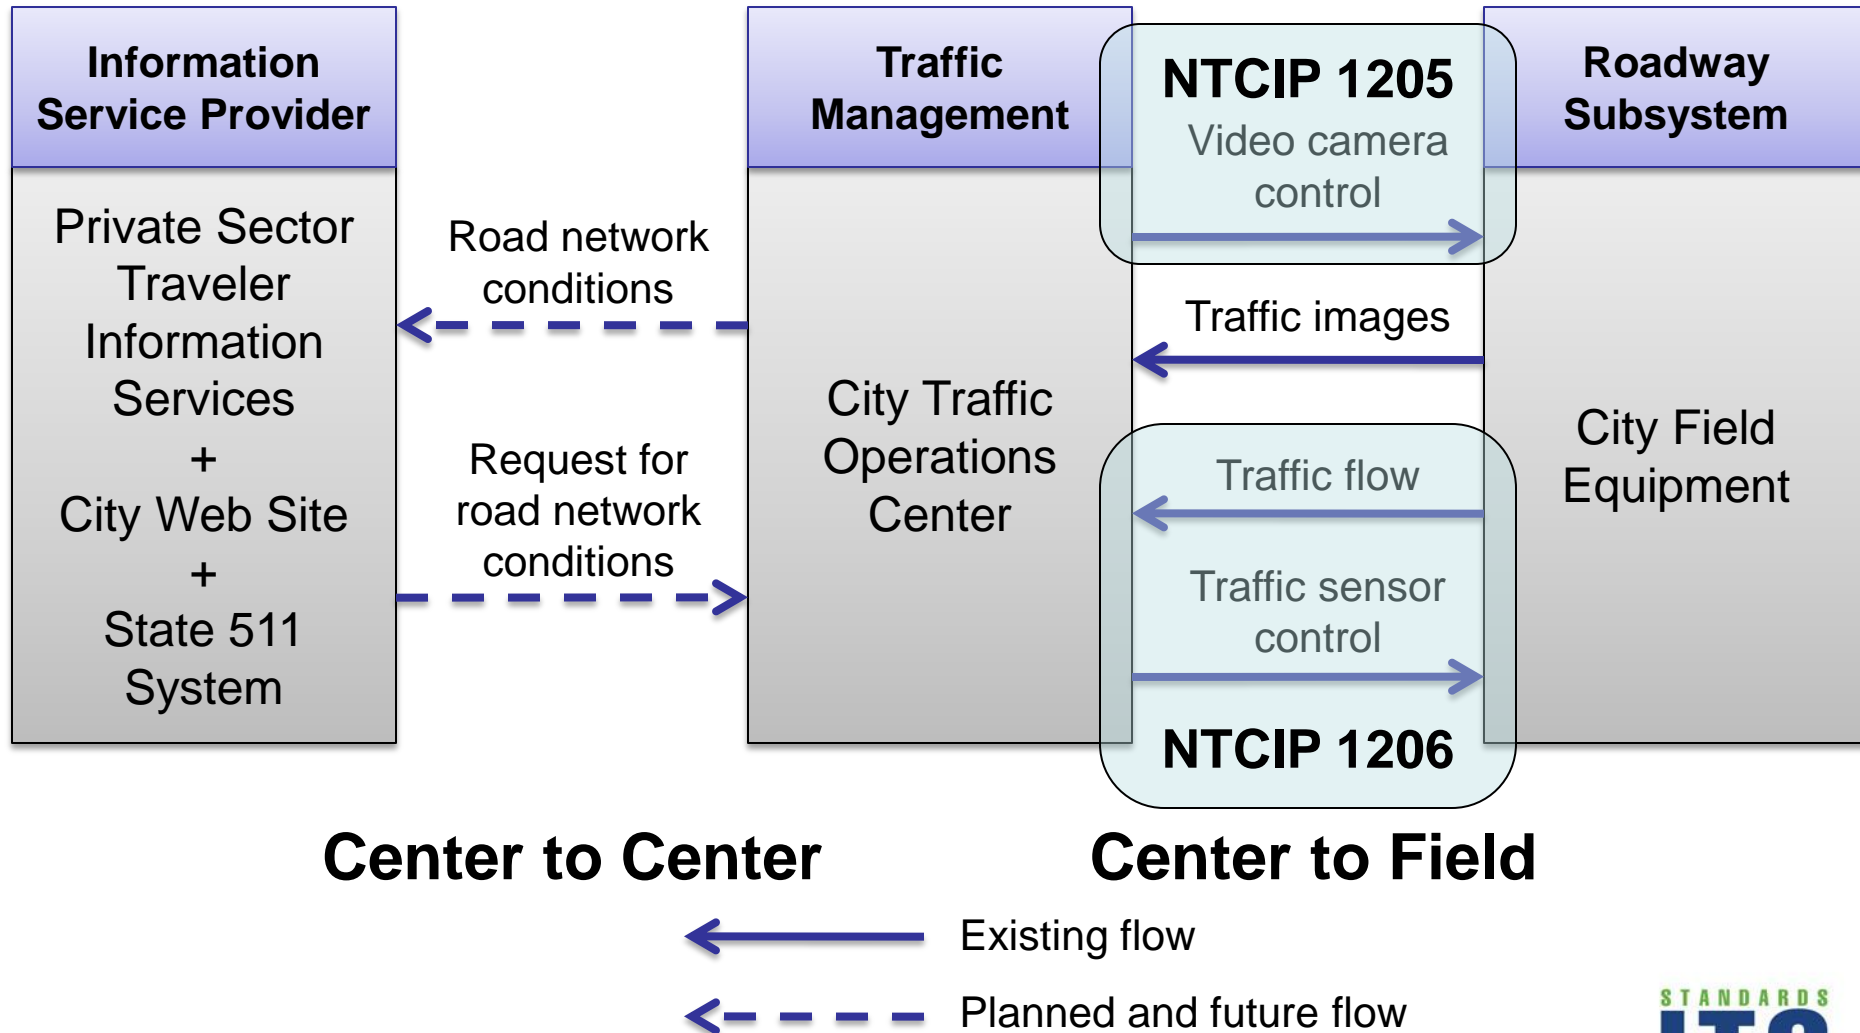 Information
Service Provider
Private Sector
Traveler
Information
Services
+
City Web Site
+
State 511
System
Road network
conditions
Request for
road network
conditions
Traffic
Management
City Traffic
Operations
Center
NTCIP 1205
Video camera
control
Traffic images
Traffic flow
Traffic sensor
control
NTCIP 1206
Roadway
Subsystem
City Field
Equipment
Center to Center
Center to Field
Existing flow
Planned and future flow
STANDARDS
ITS